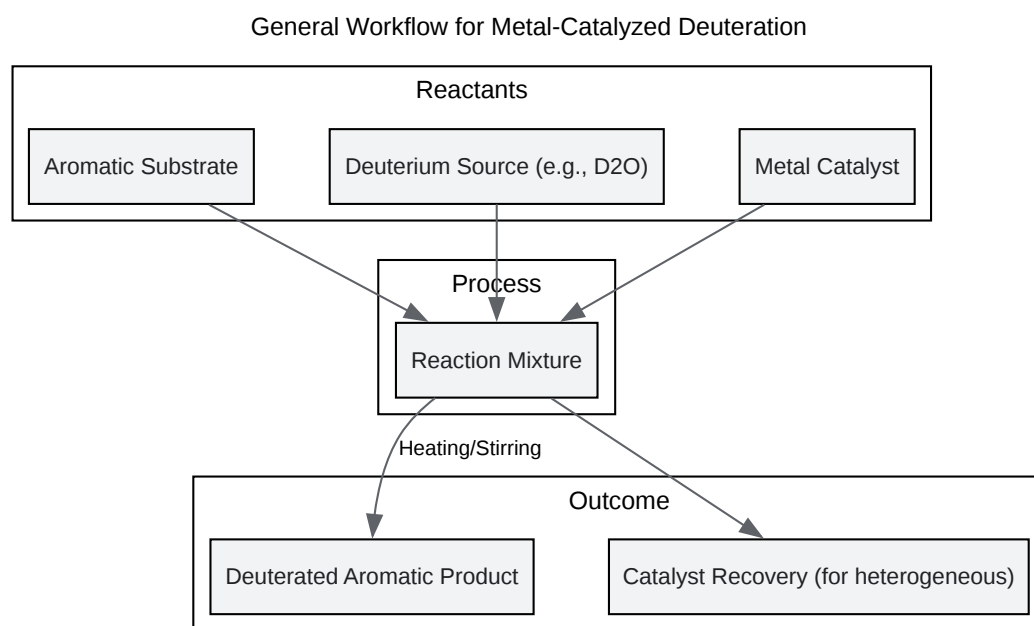 General Workflow for Metal-Catalyzed Deuteration
Reactants
Aromatic Substrate
Deuterium Source (e.g., D2O)
Metal Catalyst
Process
Reaction Mixture
Heating/Stirring
Outcome
Deuterated Aromatic Product
Catalyst Recovery (for heterogeneous)